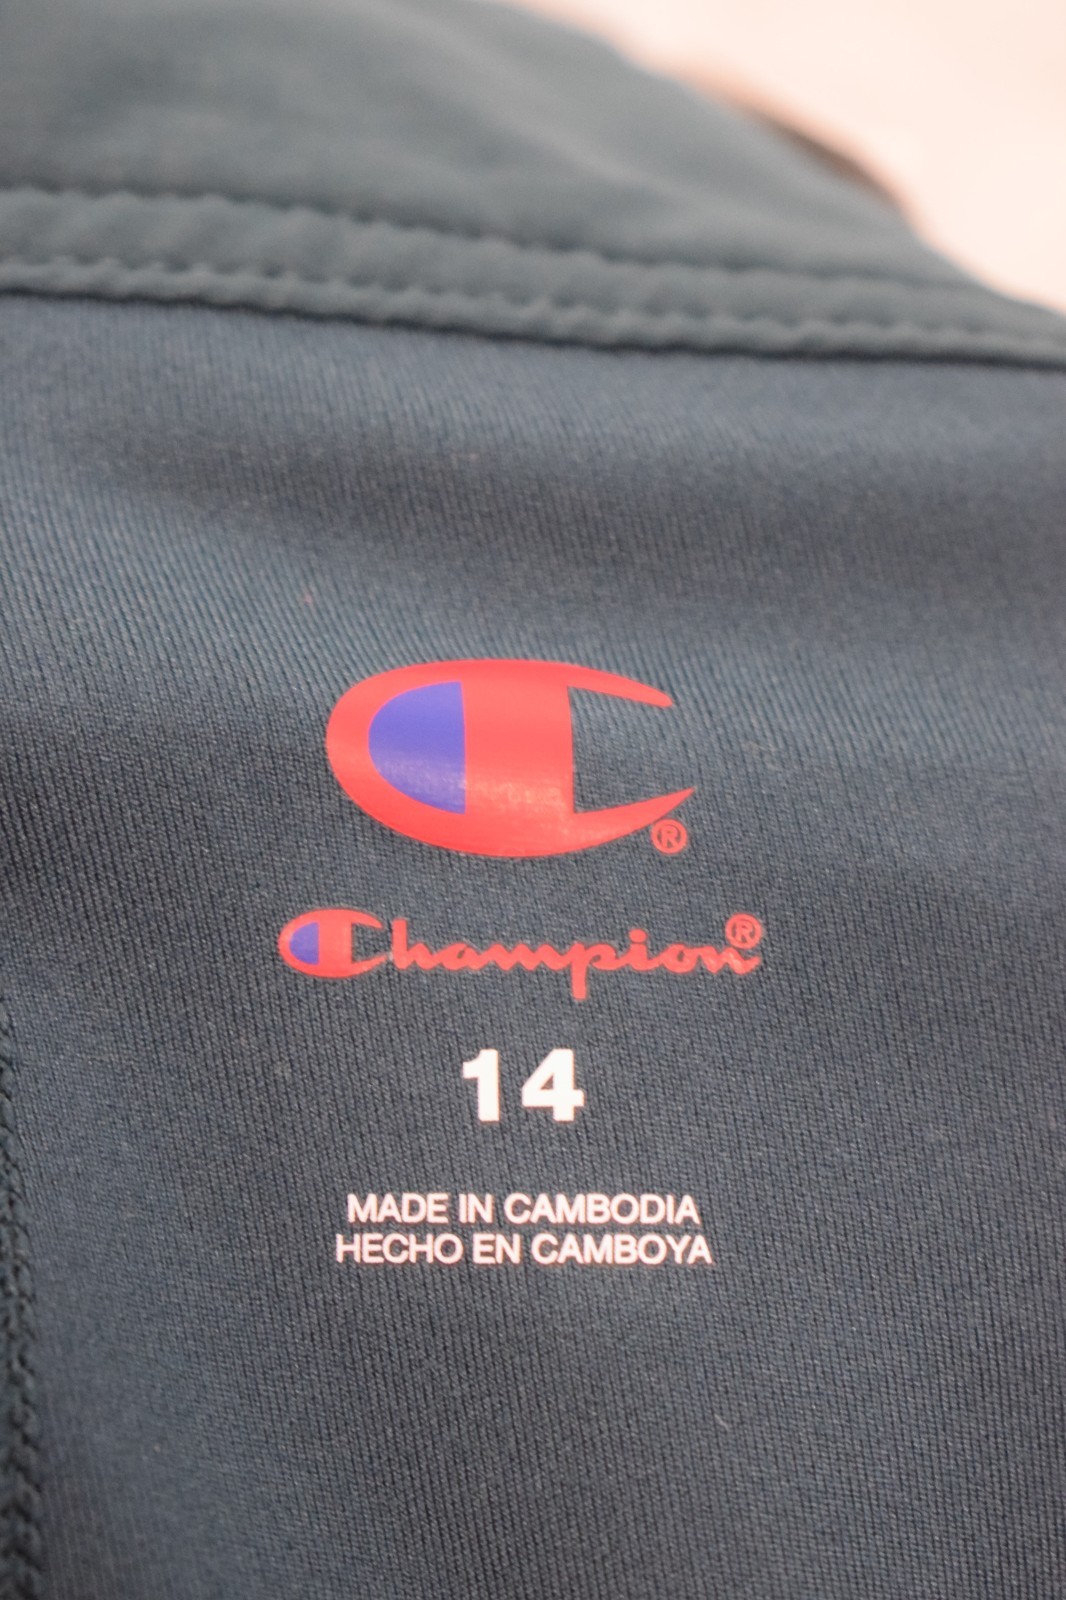 C®
Champion®
14
MADE IN CAMBODIA
HECHO EN CAMBOYA